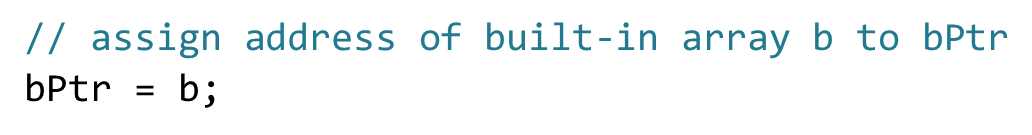 // assign address of built-in array b to bPtr
bPtr = b;